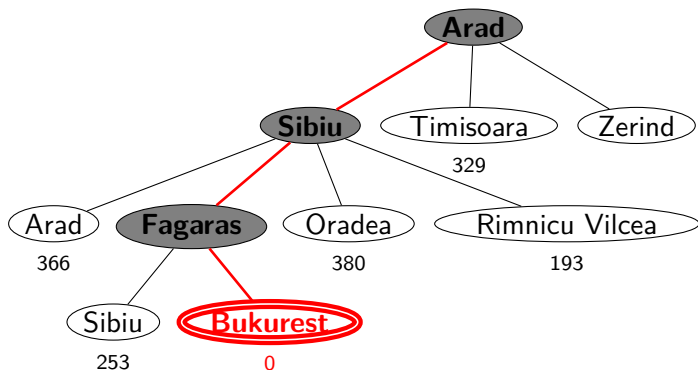 Arad
Sibiu Timisoara Zerind
329
Arad Fagaras Oradea Rimnicu Vilcea
366 380 193
Sibiu Bukurest
253 0